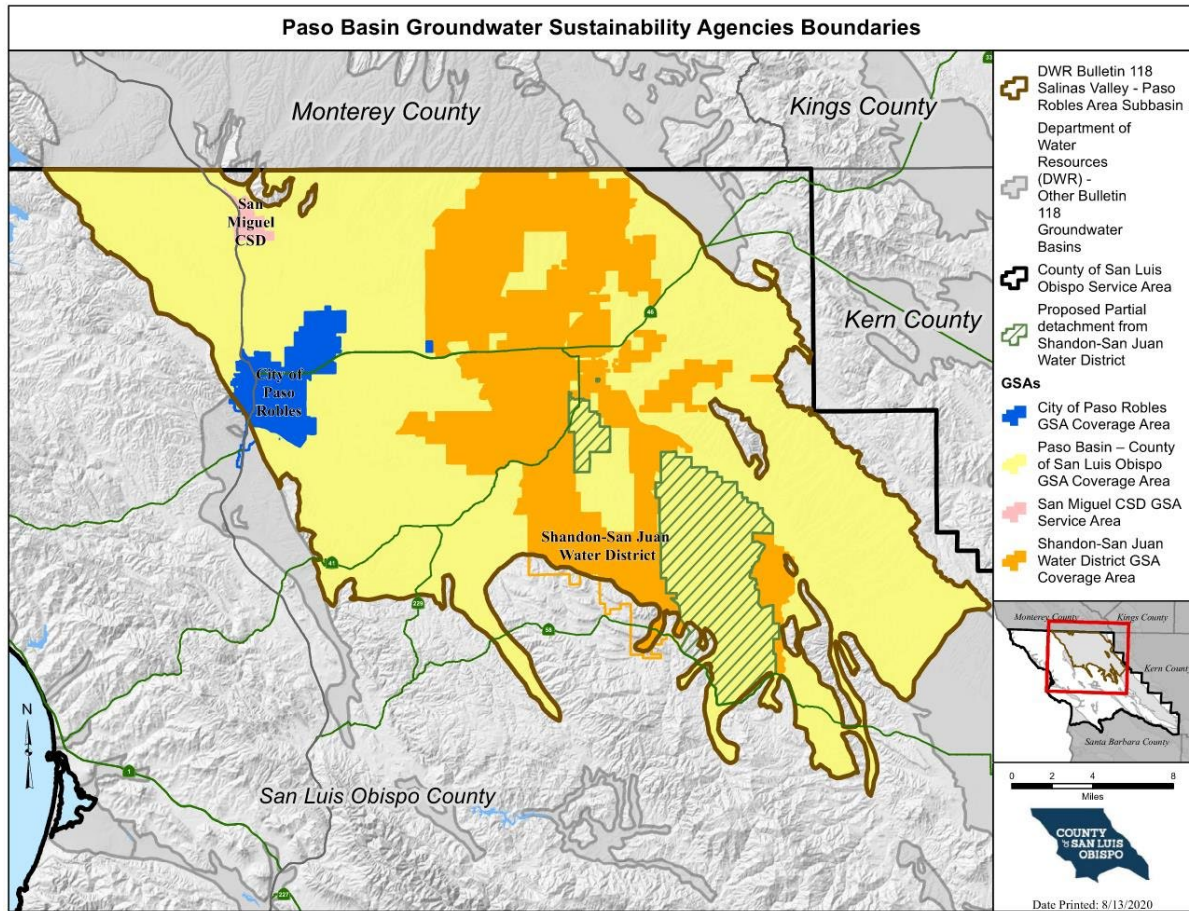 Paso Basin Groundwater Sustainability Agencies Boundaries
Monterey County
Kings County
33
San
Miguel
CSD
46
Kern County
City of
Paso
Robles
Shandon-San Juan
Water District
41
229
58
N
1
San Luis Obispo County
227
DWR Bulletin 118
Salinas Valley - Paso
Robles Area Subbasin
Department of
Water
Resources
(DWR) -
Other Bulletin
118
Groundwater
Basins
County of San Luis
Obispo Service Area
Proposed Partial
detachment from
Shandon-San Juan
Water District
GSAs
City of Paso Robles
GSA Coverage Area
Paso Basin – County
of San Luis Obispo
GSA Coverage Area
San Miguel CSD GSA
Service Area
Shandon-San Juan
Water District GSA
Coverage Area
Monterey County
Kings County
Kern County
Santa Barbara County
0 2 4 8
Miles
COUNTY
OF SAN LUIS
OBISPO
Date Printed: 8/13/2020